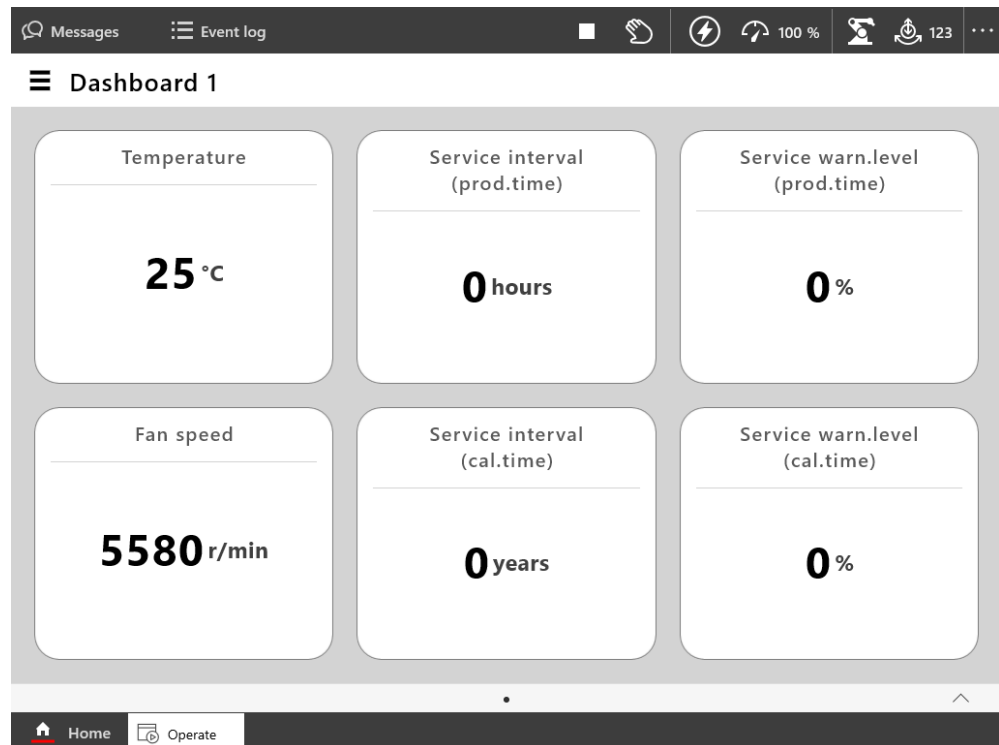 Messages
Event log
100 %
123
Dashboard 1
Temperature
25 °C
Service interval
(prod.time)
0 hours
Service warn.level
(prod.time)
0 %
Fan speed
5580 r/min
Service interval
(cal.time)
0 years
Service warn.level
(cal.time)
0 %
Home
Operate